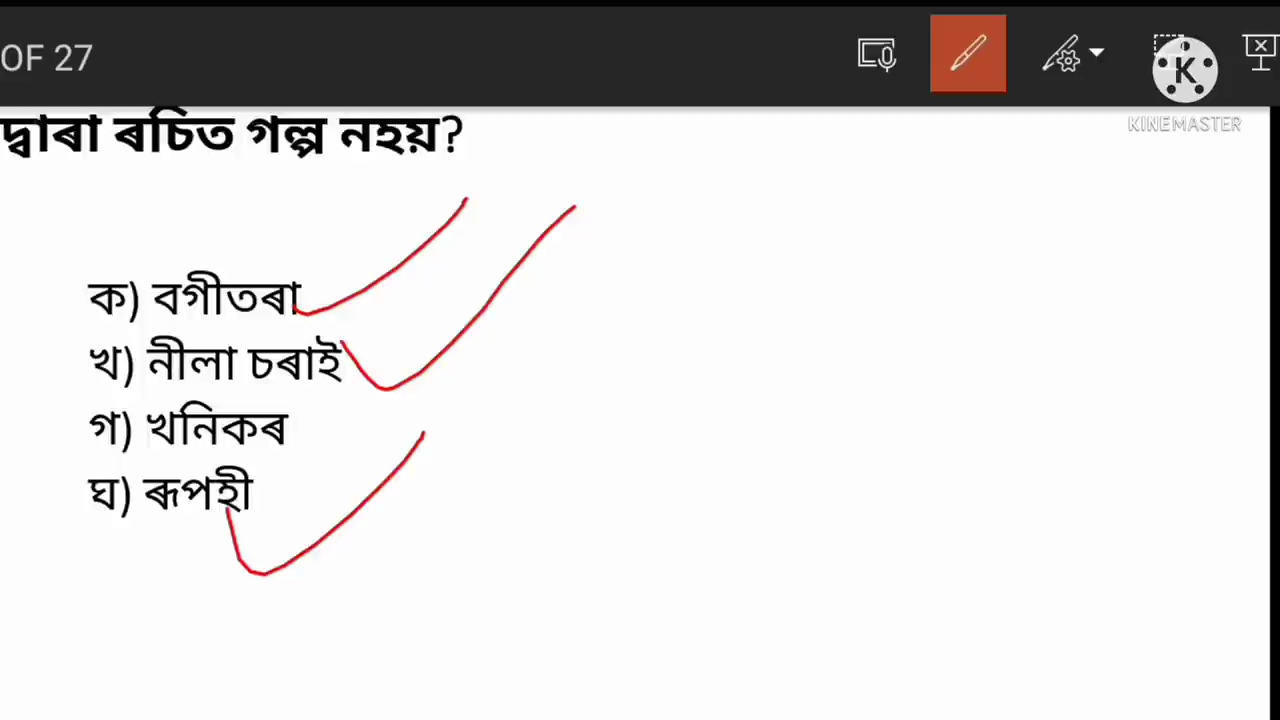 OF 27
KINEMASTER
দ্বাৰা ৰচিত গল্প নহয়?
ক) বগীতৰা
খ) নীলা চৰাই
গ) খনিকৰ
ঘ) ৰূপহী